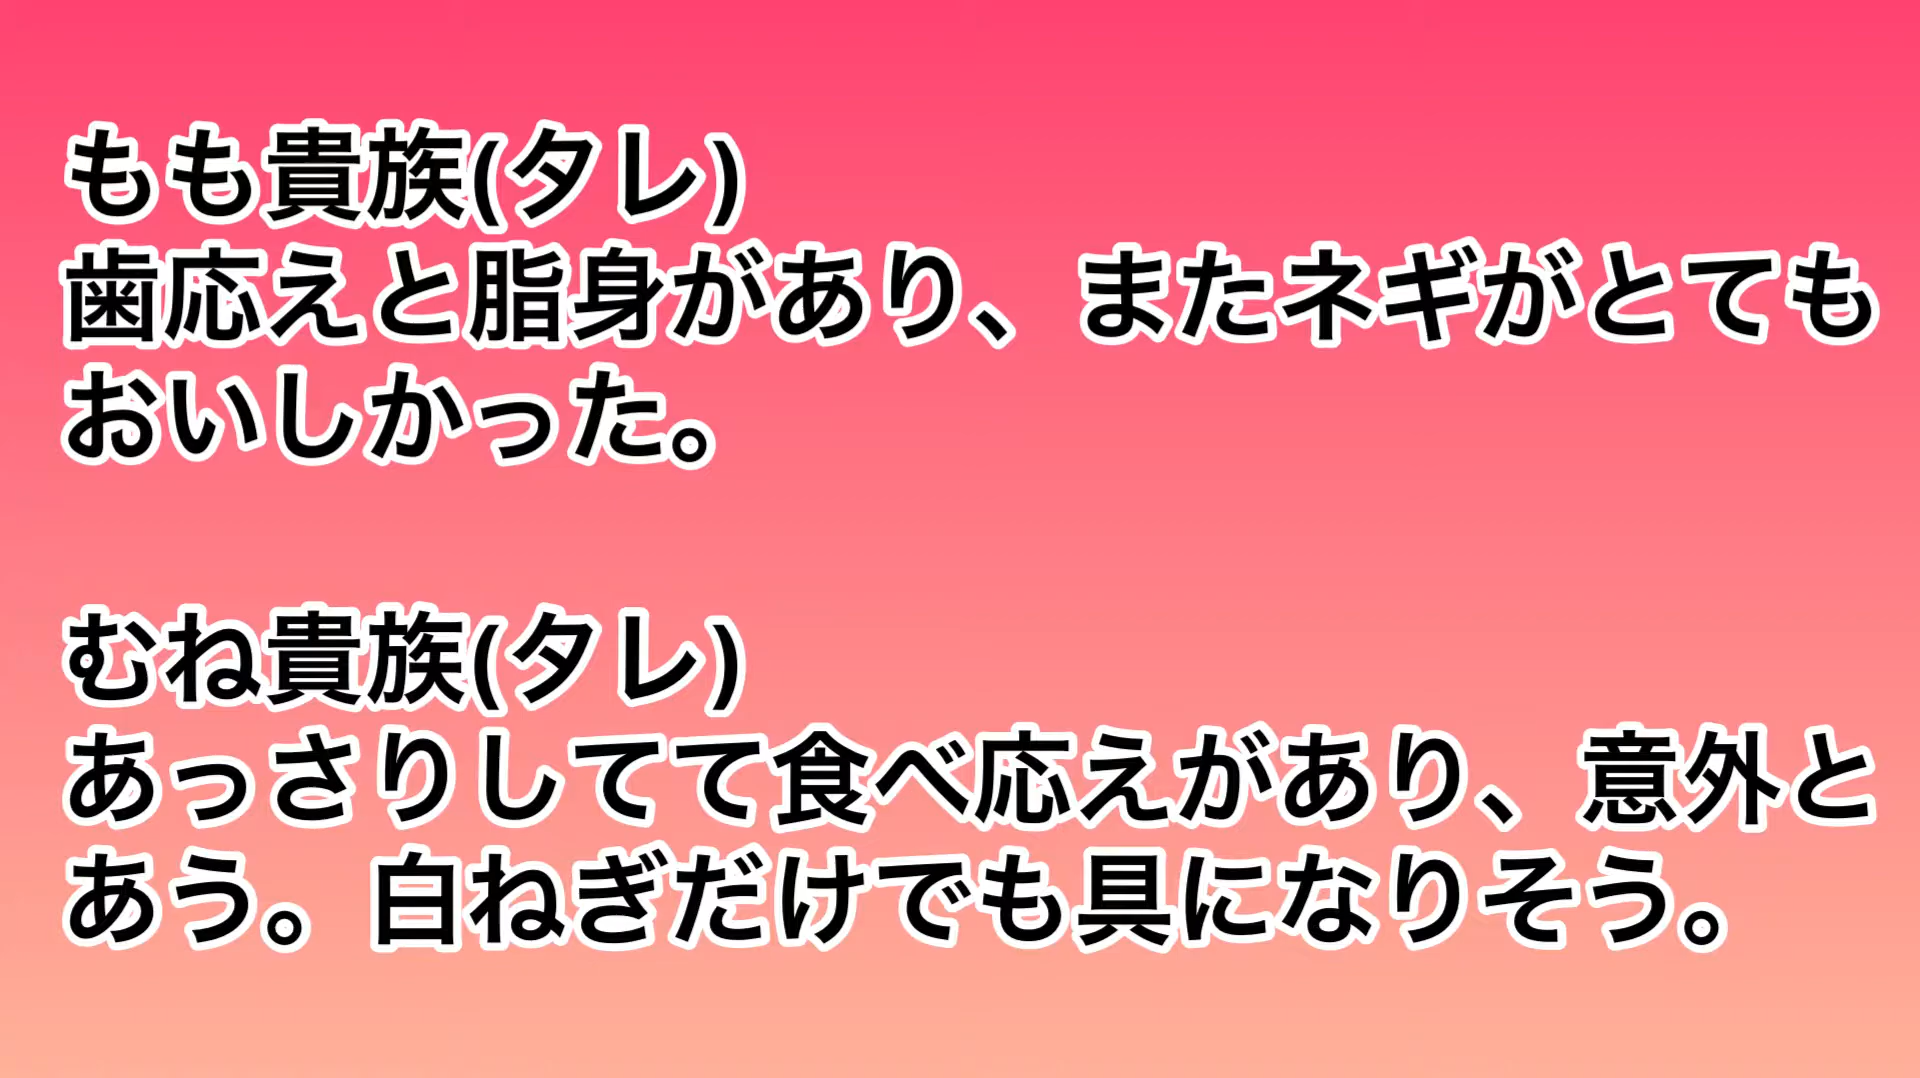 もも貴族(タレ)
歯応えと脂身があり、またネギがとても
おいしかった。
むね貴族(タレ)
あっさりしてて食べ応えがあり、意外と
あう。白ねぎだけでも具になりそう。